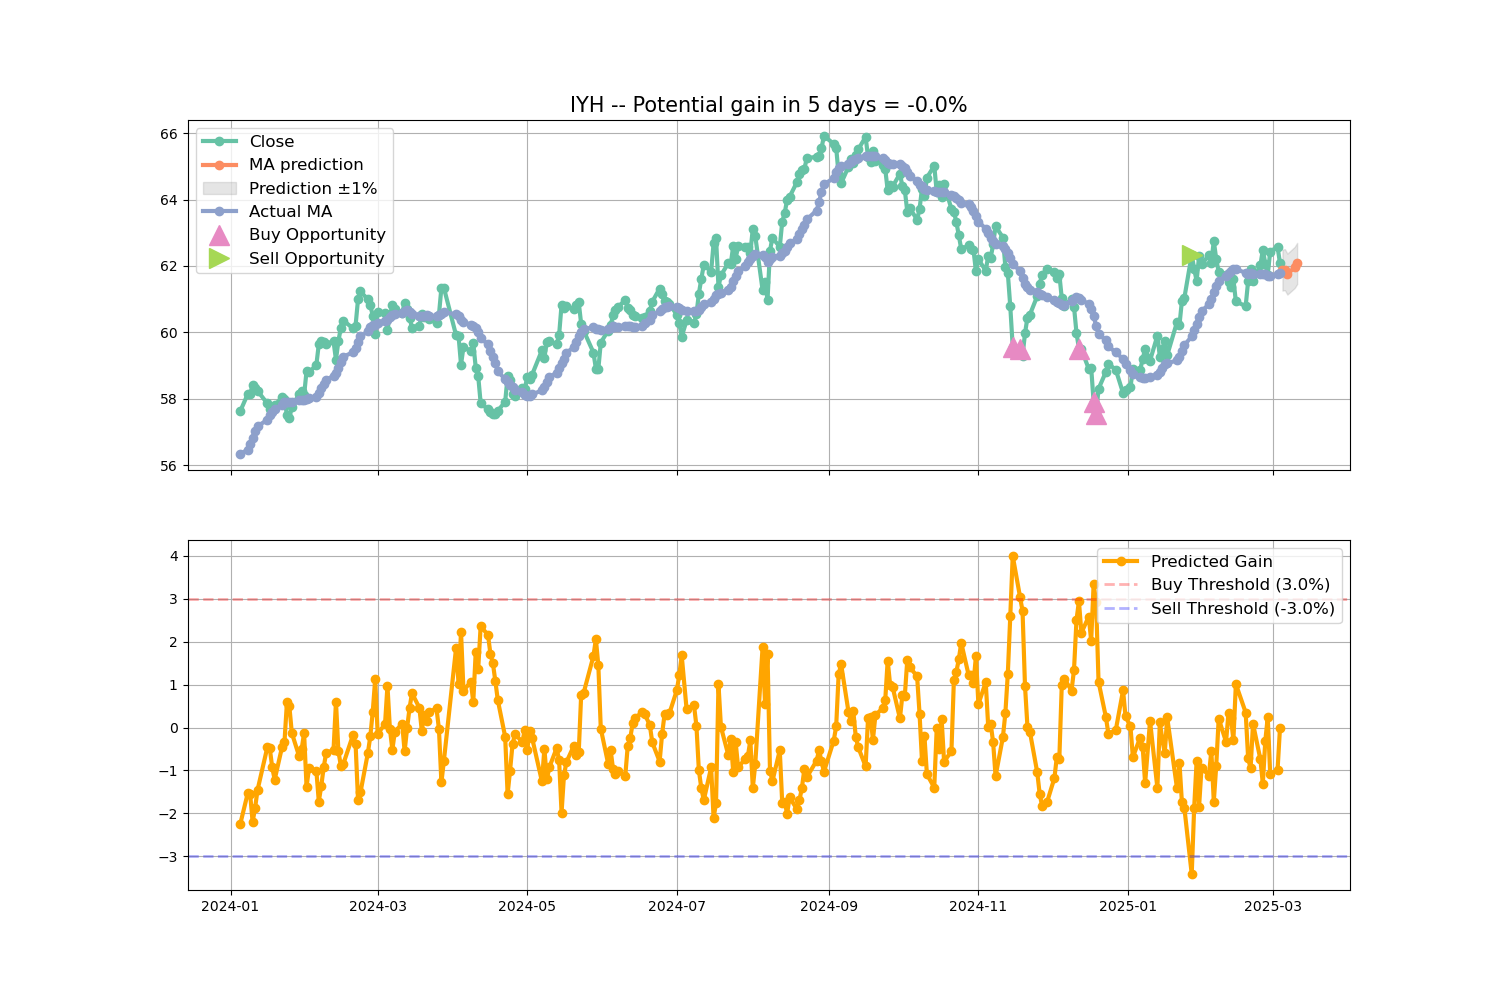 IYH -- Potential gain in 5 days = -0.0%
66
64
62
60
58
56
Close
MA prediction
Prediction ±1%
Actual MA
Buy Opportunity
Sell Opportunity
4
3
2
1
0
−1
−2
−3
Predicted Gain
Buy Threshold (3.0%)
Sell Threshold (-3.0%)
2024-01 2024-03 2024-05 2024-07 2024-09 2024-11 2025-01 2025-03